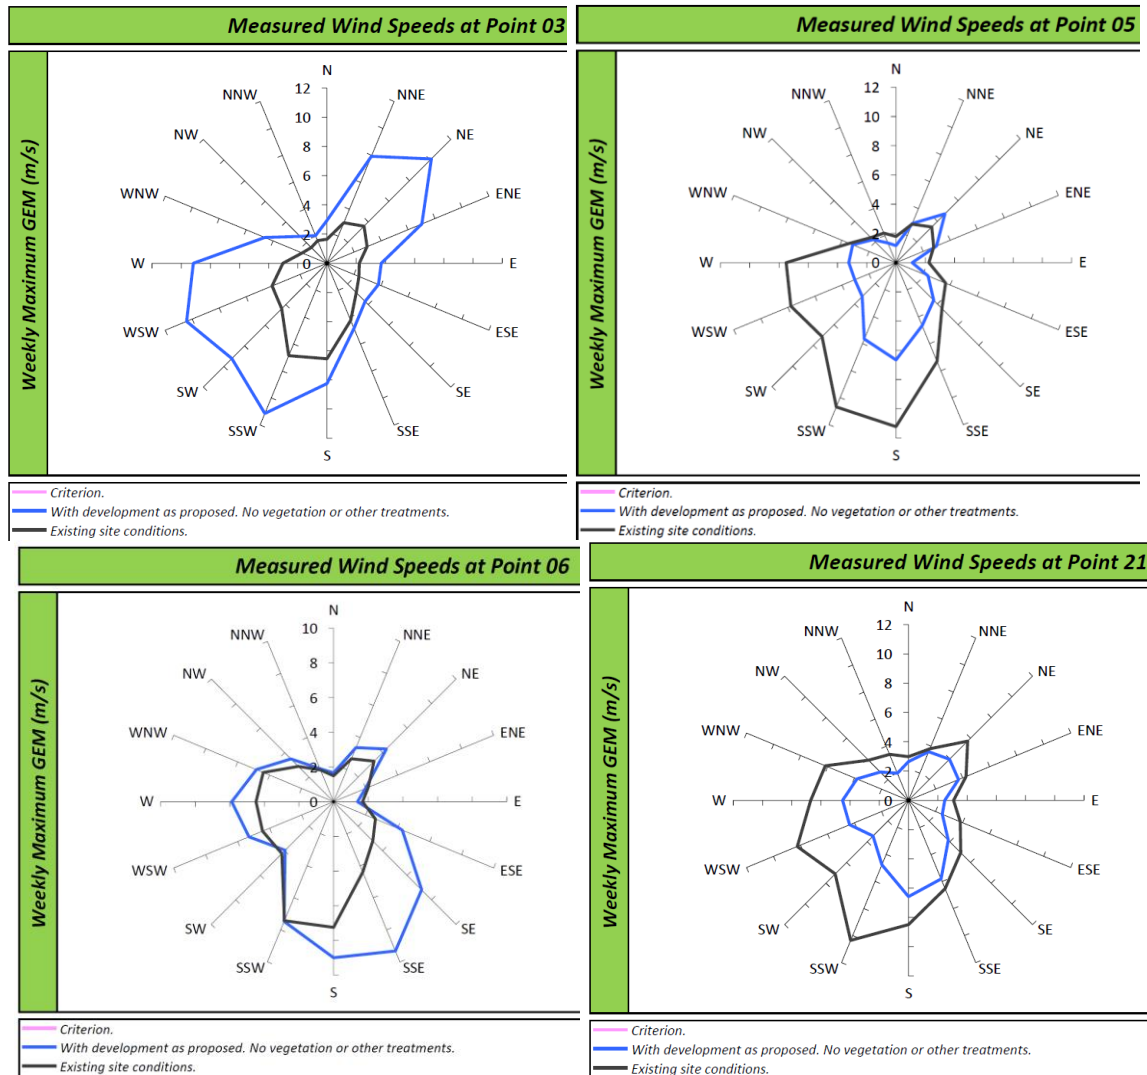 Measured Wind Speeds at Point 03
Weekly Maximum GEM (m/s)
N
NNE
NE
ENE
E
ESE
SE
SSE
S
SSW
SW
WSW
W
WNW
NW
NNW
12
10
8
6
4
2
0
Criterion.
With development as proposed. No vegetation or other treatments.
Existing site conditions.
Measured Wind Speeds at Point 05
Weekly Maximum GEM (m/s)
N
NNE
NE
ENE
E
ESE
SE
SSE
S
SSW
SW
WSW
W
WNW
NW
NNW
12
10
8
6
4
2
0
Criterion.
With development as proposed. No vegetation or other treatments.
Existing site conditions.
Measured Wind Speeds at Point 06
Weekly Maximum GEM (m/s)
N
NNE
NE
ENE
E
ESE
SE
SSE
S
SSW
SW
WSW
W
WNW
NW
NNW
10
8
6
4
2
0
Criterion.
With development as proposed. No vegetation or other treatments.
Existing site conditions.
Measured Wind Speeds at Point 21
Weekly Maximum GEM (m/s)
N
NNE
NE
ENE
E
ESE
SE
SSE
S
SSW
SW
WSW
W
WNW
NW
NNW
12
10
8
6
4
2
0
Criterion.
With development as proposed. No vegetation or other treatments.
Existing site conditions.